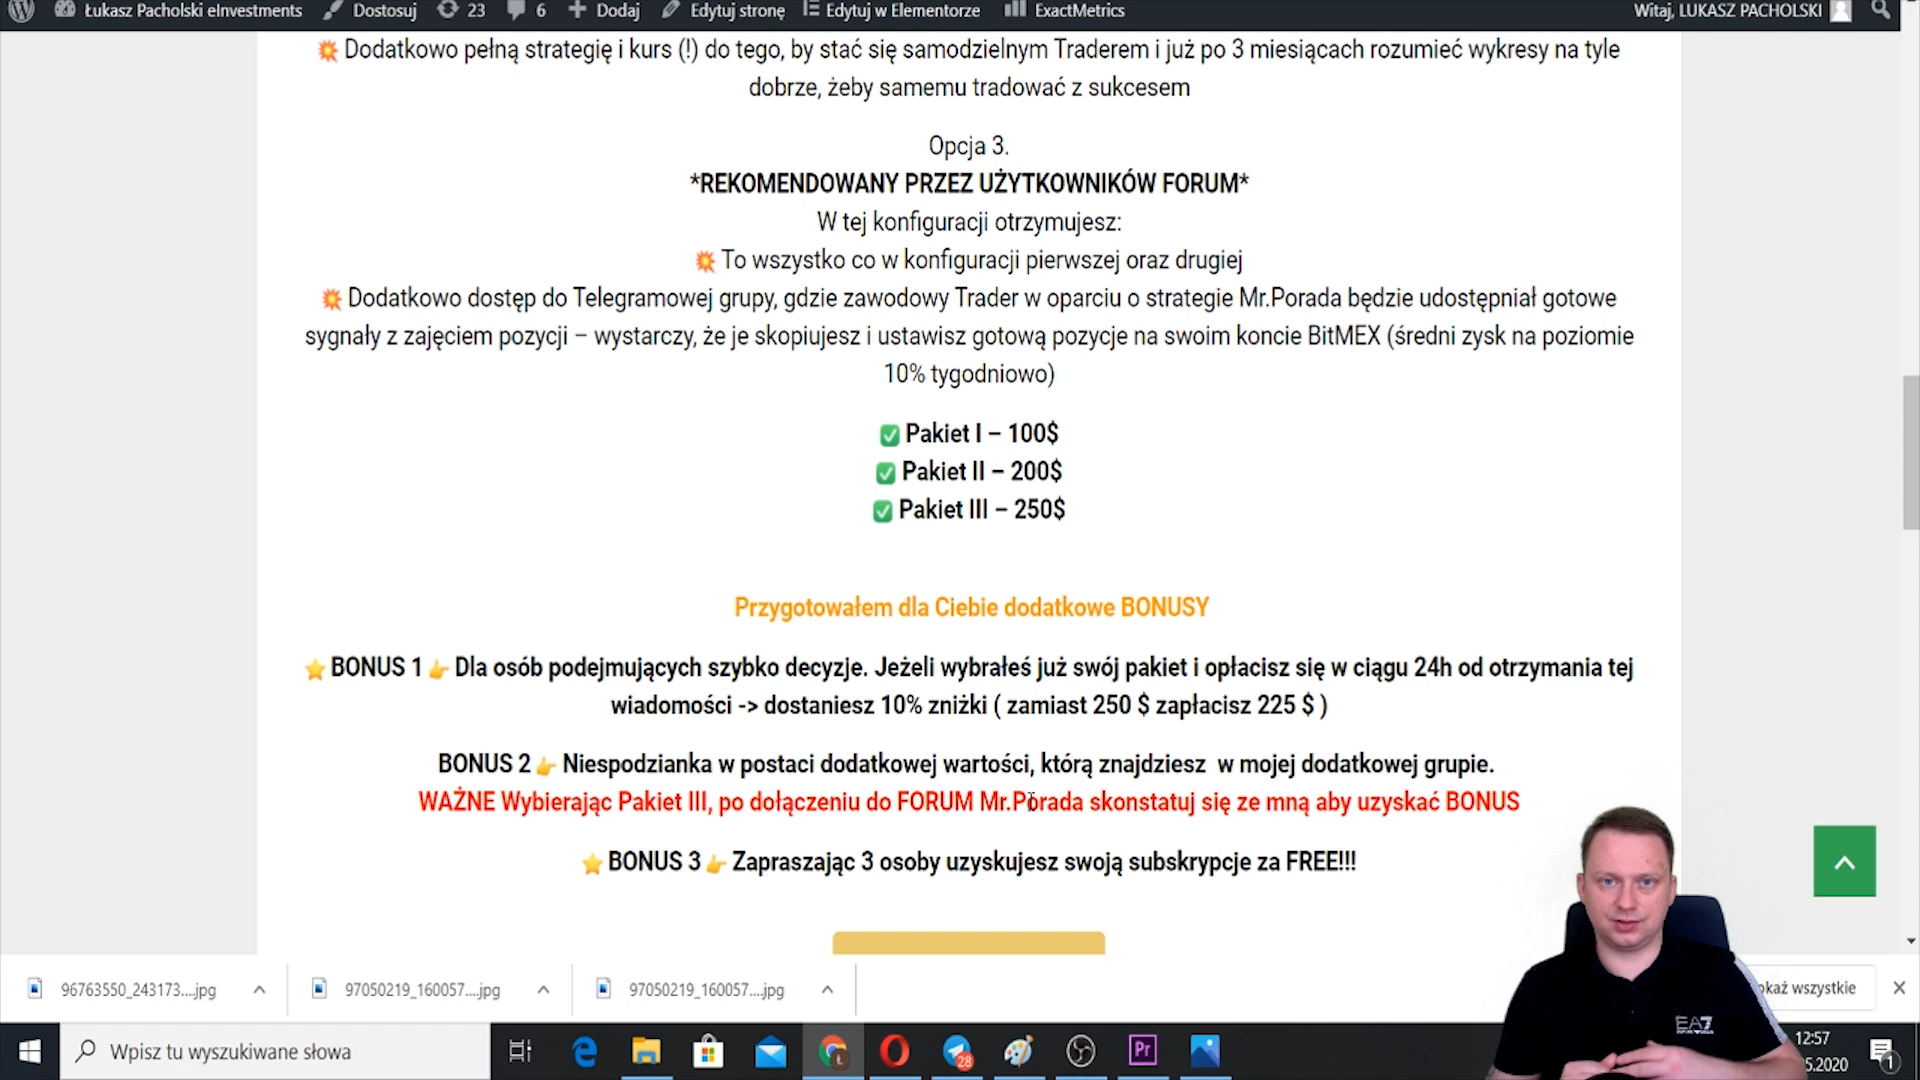 Łukasz Pacholski eInvestments Dostosuj 23 6 Dodaj Edytuj stronę Edytuj w Elementorze ExactMetrics Witaj, LUKASZ PACHOLSKI
Dodatkowo pełną strategię i kurs (!) do tego, by stać się samodzielnym Traderem i już po 3 miesiącach rozumieć wykresy na tyle
dobrze, żeby samemu tradować z sukcesem
Opcja 3.
*REKOMENDOWANY PRZEZ UŻYTKOWNIKÓW FORUM*
W tej konfiguracji otrzymujesz:
💥 To wszystko co w konfiguracji pierwszej oraz drugiej
💥 Dodatkowo dostęp do Telegramowej grupy, gdzie zawodowy Trader w oparciu o strategie Mr.Porada będzie udostępniał gotowe
sygnały z zajęciem pozycji – wystarczy, że je skopiujesz i ustawisz gotową pozycje na swoim koncie BitMEX (średni zysk na poziomie
10% tygodniowo)
✅ Pakiet I – 100$
✅ Pakiet II – 200$
✅ Pakiet III – 250$
Przygotowałem dla Ciebie dodatkowe BONUSY
⭐ BONUS 1 👉 Dla osób podejmujących szybko decyzje. Jeżeli wybrałeś już swój pakiet i opłacisz się w ciągu 24h od otrzymania tej
wiadomości -> dostaniesz 10% zniżki ( zamiast 250 $ zapłacisz 225 $ )
BONUS 2 👉 Niespodzianka w postaci dodatkowej wartości, którą znajdziesz w mojej dodatkowej grupie.
WAŻNE Wybierając Pakiet III, po dołączeniu do FORUM Mr.Porada skonstatuj się ze mną aby uzyskać BONUS
⭐ BONUS 3 👉 Zapraszając 3 osoby uzyskujesz swoją subskrypcje za FREE!!!
96763550_243173....jpg 97050219_160057....jpg 97050219_160057....jpg wszystkie
EA7
Wpisz tu wyszukiwane słowa 28 Pr 12:57
5.2020 1